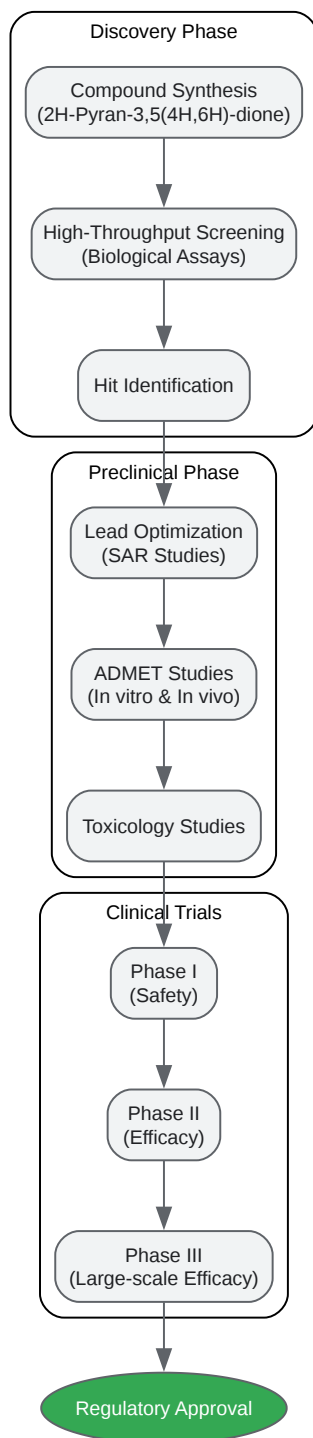 Discovery Phase
Compound Synthesis
(2H-Pyran-3,5(4H,6H)-dione)
High-Throughput Screening
(Biological Assays)
Hit Identification
Preclinical Phase
Lead Optimization
(SAR Studies)
ADMET Studies
(In vitro & In vivo)
Toxicology Studies
Clinical Trials
Phase I
(Safety)
Phase II
(Efficacy)
Phase III
(Large-scale Efficacy)
Regulatory Approval